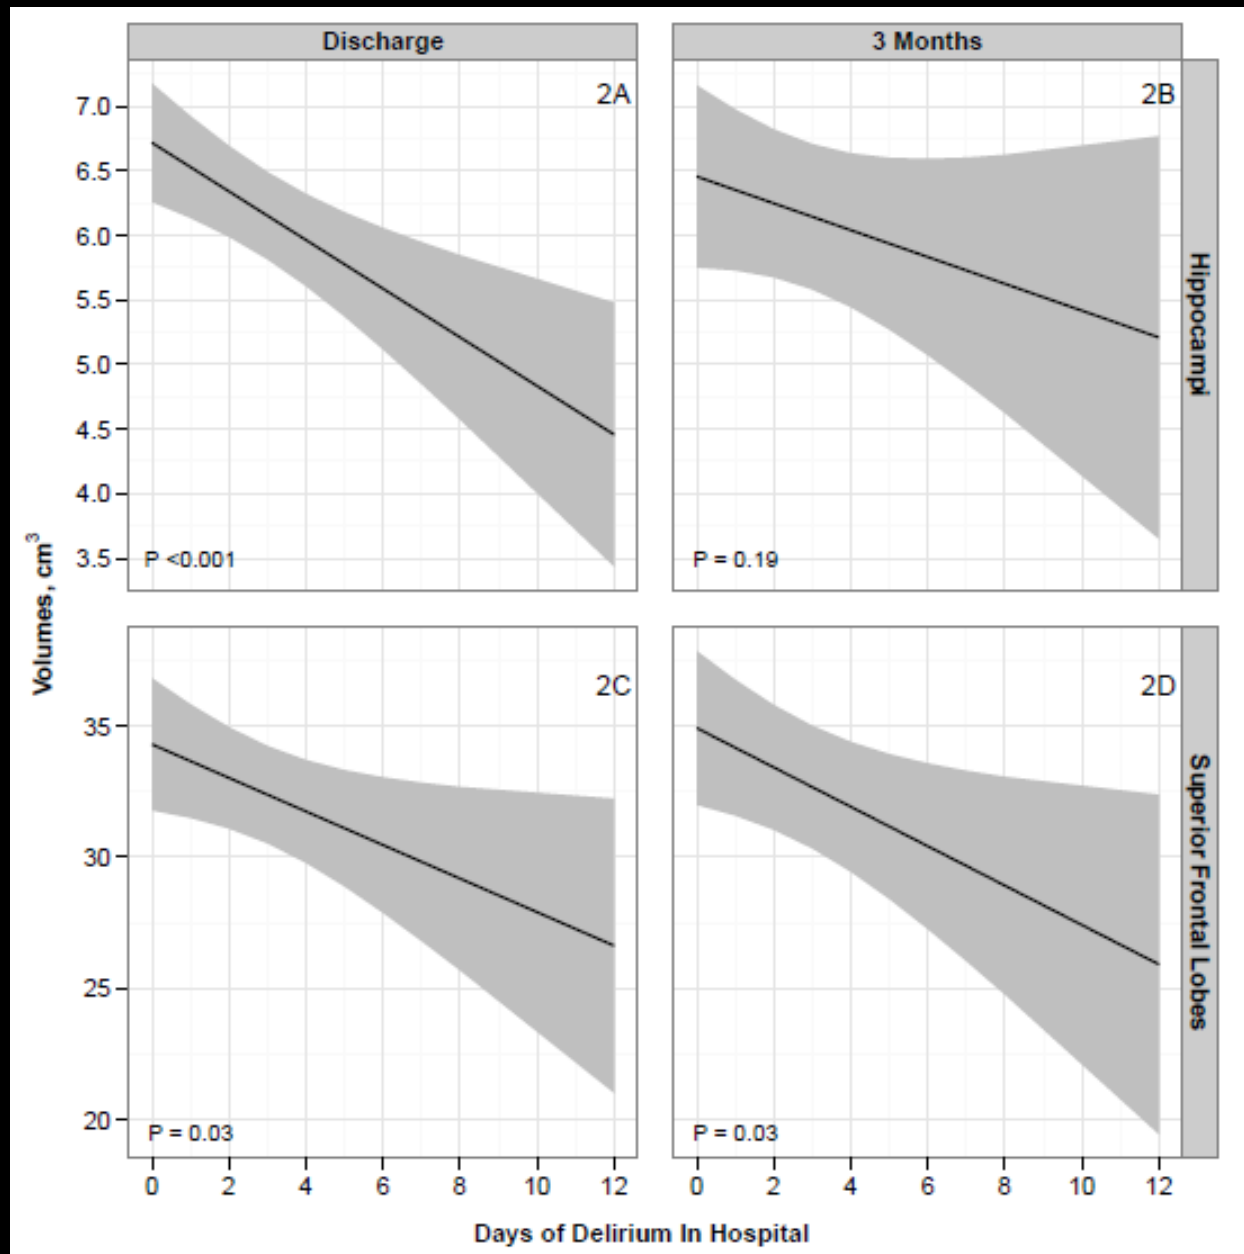 Discharge
3 Months
2A
2B
7.0
6.5
6.0
5.5
5.0
4.5
4.0
3.5
P <0.001
P = 0.19
Hippocampi
Volumes, cm³
2C
2D
35
30
25
20
P = 0.03
P = 0.03
Superior Frontal Lobes
0 2 4 6 8 10 12
0 2 4 6 8 10 12
Days of Delirium In Hospital